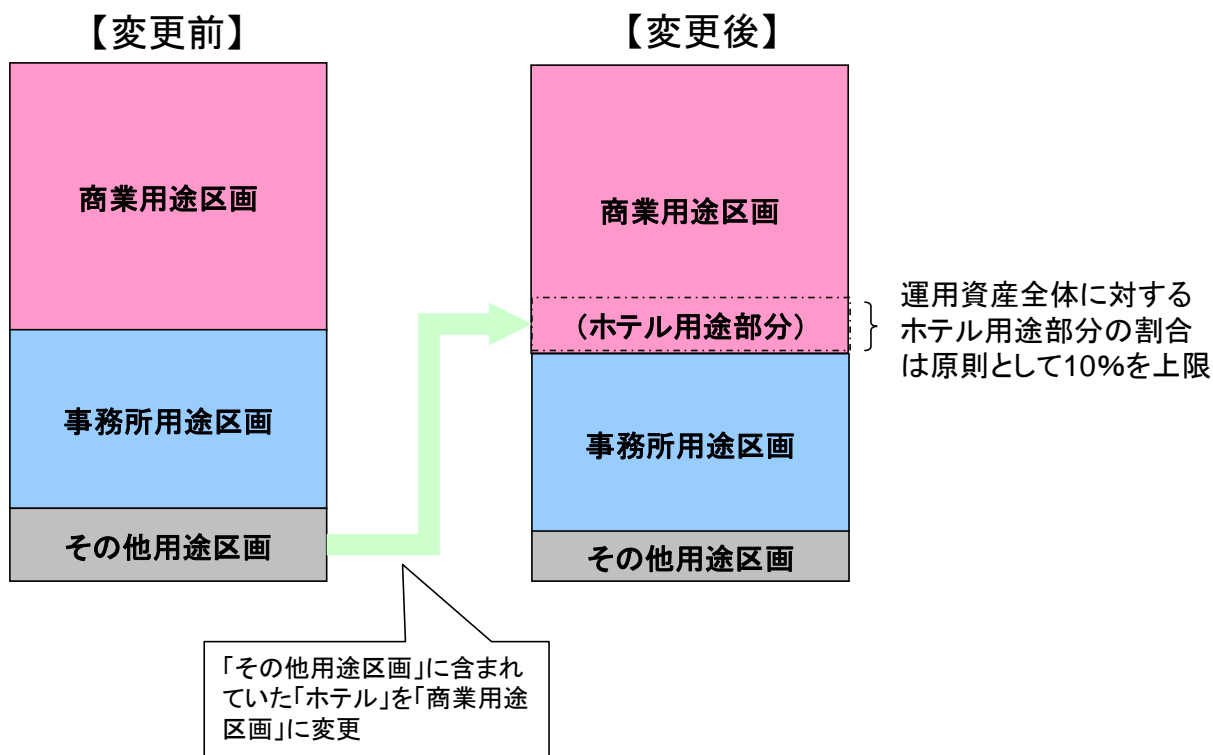 【変更前】
商業用途区画
事務所用途区画
その他用途区画
「その他用途区画」に含まれ
ていた「ホテル」を「商業用途
区画」に変更
【変更後】
商業用途区画
（ホテル用途部分）
事務所用途区画
その他用途区画
運用資産全体に対する
ホテル用途部分の割合
は原則として10%を上限